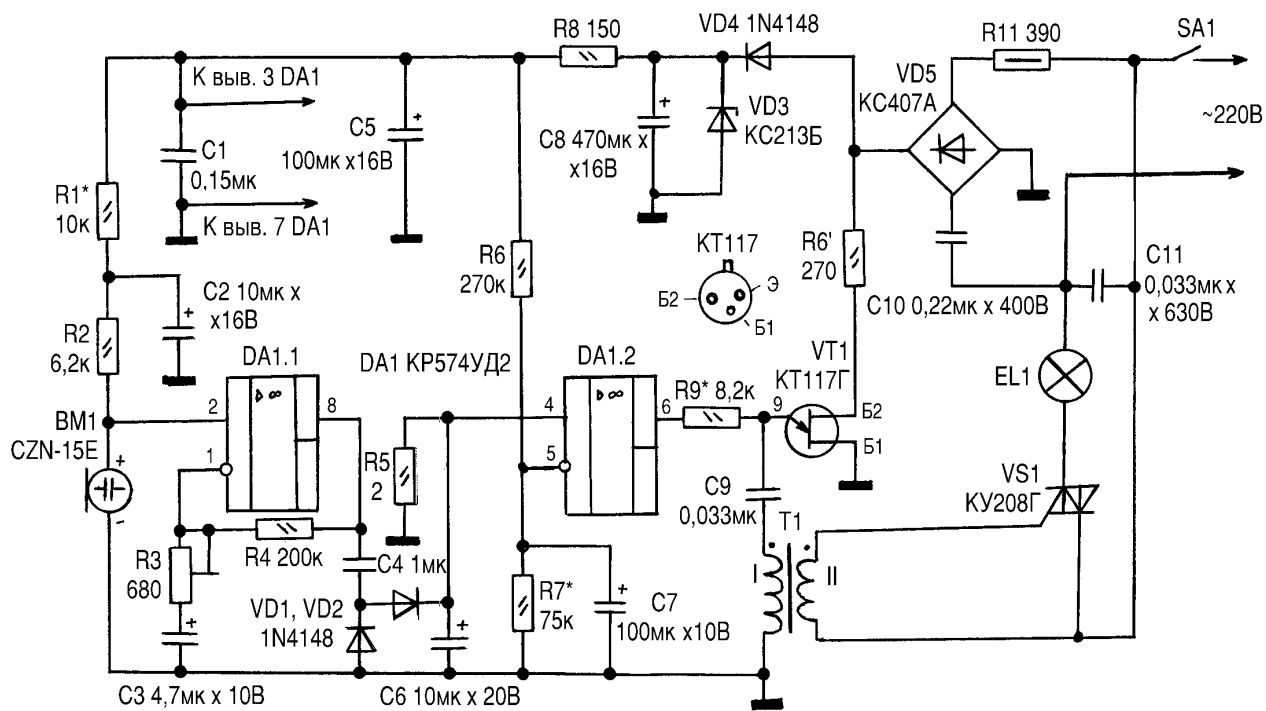 R8 150
VD4 1N4148
R11 390
SA1
К выв. 3 DA1
VD5
КС407А
VD3
КС213Б
~220В
C5
100мк х16В
C8 470мк х
х16В
C1
0,15мк
R1*
10к
К выв. 7 DA1
R6
270к
КТ117
R6'
270
C11
0,033мк х
х 630В
Б2
Э
Б1
C2 10мк х
х16В
C10 0,22мк х 400В
R2
6,2к
DA1.1
DA1 КР574УД2
DA1.2
VT1
КТ117Г
EL1
BM1
CZN-15E
2
▷∞
8
4
▷∞
6
R9* 8,2к
9
Б2
Б1
+
1
R5
2
5
C9
0,033мк
VS1
КУ208Г
-
T1
R3
680
R4 200к
C4 1мк
I
II
VD1, VD2
1N4148
R7*
75к
C7
100мк х10В
C3 4,7мк х 10В
C6 10мк х 20В